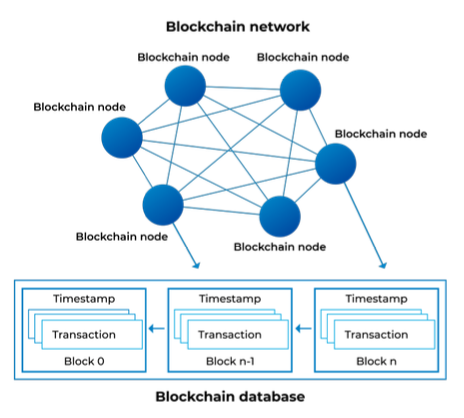 Blockchain network
Blockchain node
Blockchain node
Blockchain node
Blockchain node
Blockchain node
Blockchain node
Timestamp
Transaction
Block 0
Timestamp
Transaction
Block n-1
Timestamp
Transaction
Block n
Blockchain database